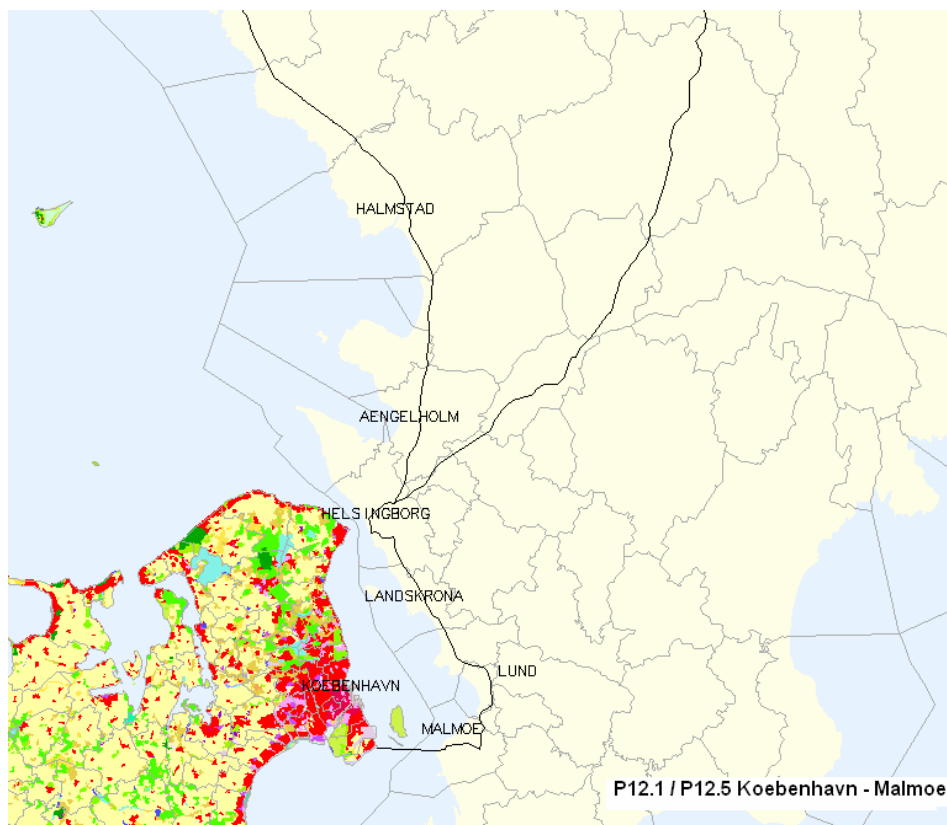 HALMSTAD
AENGELHOLM
HELSINGBORG
LANDSKRONA
LUND
KOEBENHAVN
MALMOE
P12.1 / P12.5 Koebenhavn - Malmoe